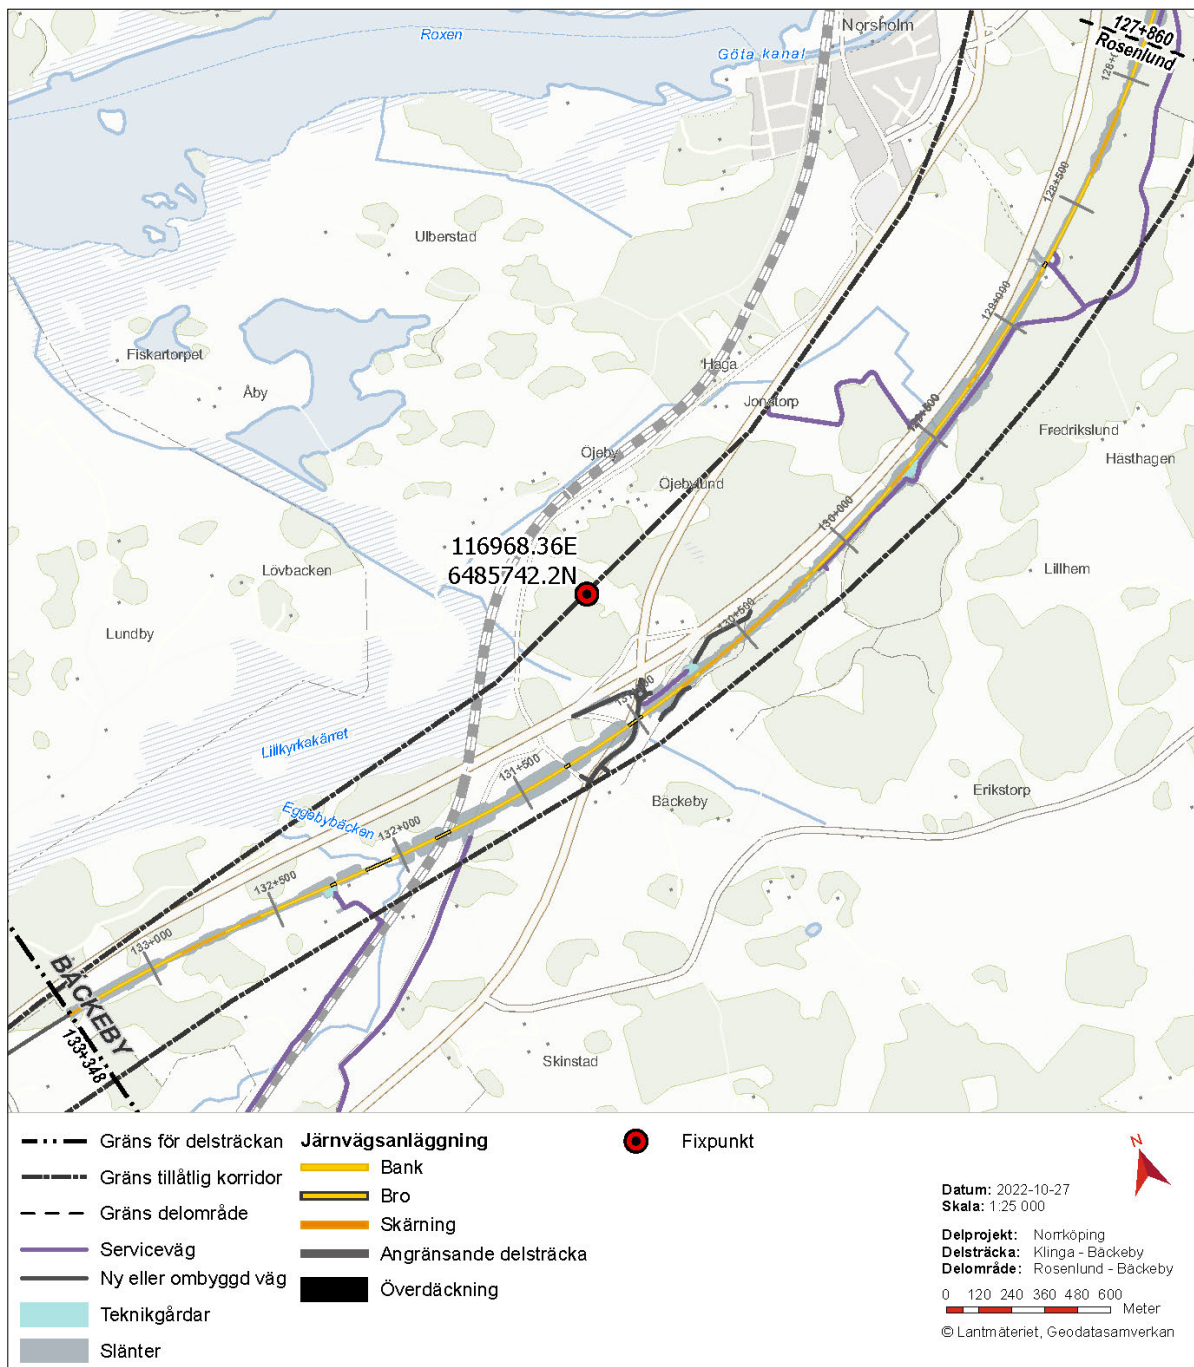 Roxen
Göta kanal
Norsholm
127+860
Rosenlund
128+500
Ulberstad
129+000
Fiskartorpet
Åby
Haga
Jonstorp
129+500
Fredrikslund
Hästhagen
Öjeby
Öjebylund
130+000
116968.36E
6485742.2N
Lövbacken
Lillhem
Lundby
130+500
Lillkyrkakärret
131+500
Bäckeby
Erikstorp
Eggebybäcken
132+000
132+500
133+000
BÄCKEBY
133+348
Skinstad
Gräns för delsträckan
Gräns tillåtlig korridor
Gräns delområde
Serviceväg
Ny eller ombyggd väg
Teknikgårdar
Slänter
Järnvägsanläggning
Bank
Bro
Skärning
Angränsande delsträcka
Överdäckning
Fixpunkt
N
Datum: 2022-10-27
Skala: 1:25 000
Delprojekt: Norrköping
Delsträcka: Klinga - Bäckeby
Delområde: Rosenlund - Bäckeby
0 120 240 360 480 600
Meter
© Lantmäteriet, Geodatasamverkan